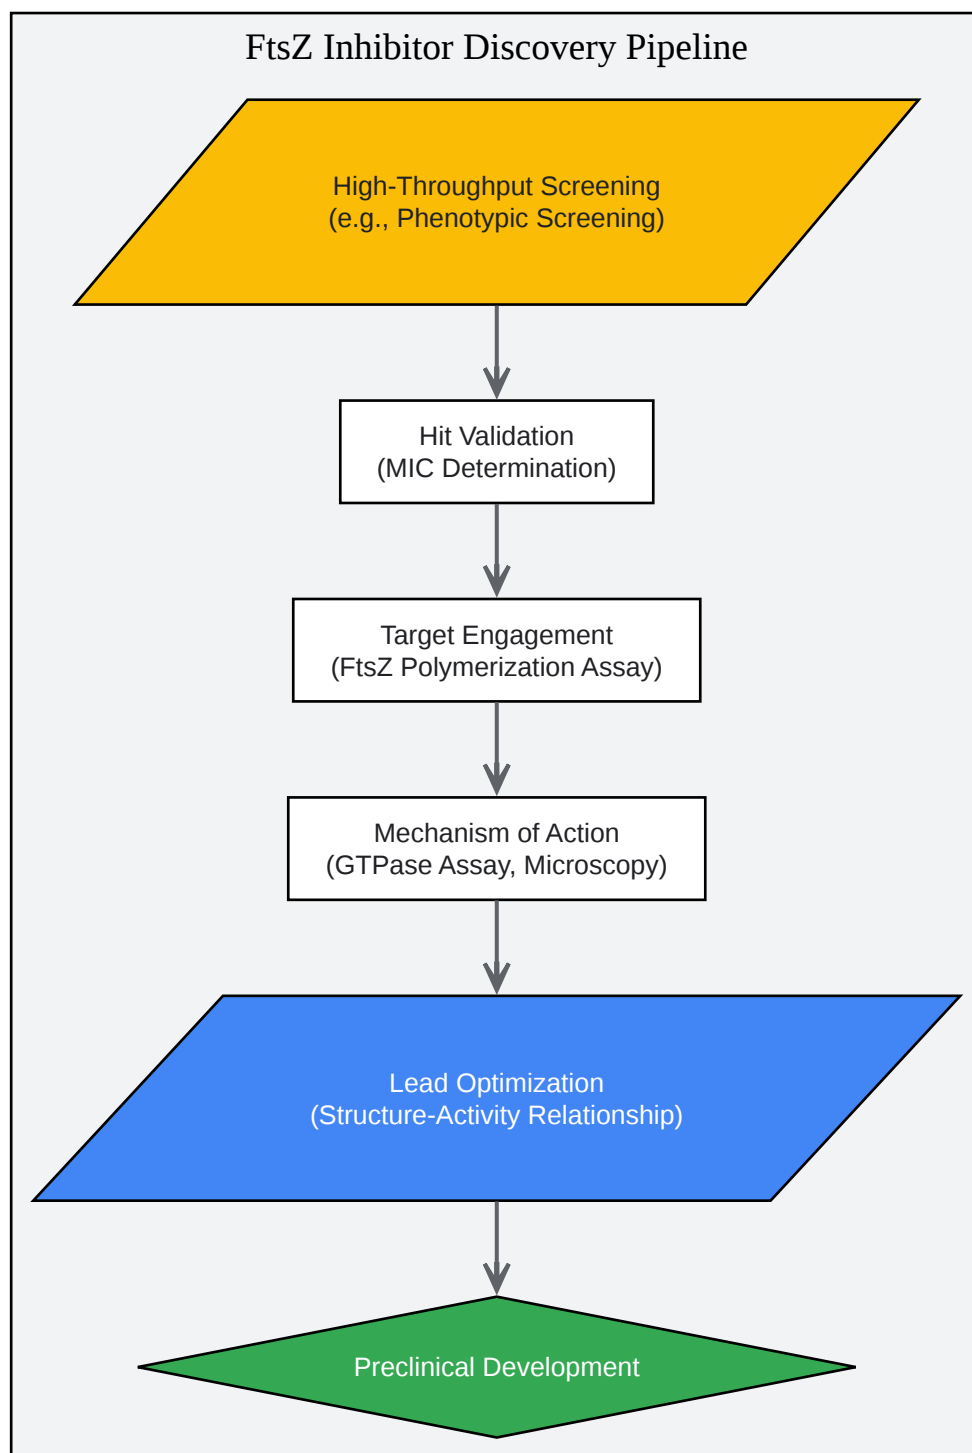 FtsZ Inhibitor Discovery Pipeline
High-Throughput Screening
(e.g., Phenotypic Screening)
Hit Validation
(MIC Determination)
Target Engagement
(FtsZ Polymerization Assay)
Mechanism of Action
(GTPase Assay, Microscopy)
Lead Optimization
(Structure-Activity Relationship)
Preclinical Development